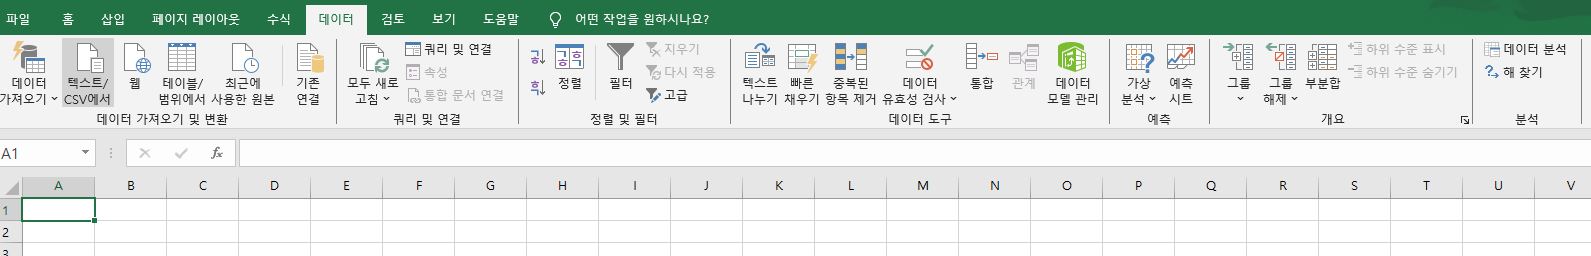 파일 홈 삽입 페이지 레이아웃 수식 데이터 검토 보기 도움말 어떤 작업을 원하시나요?
데이터
가져오기
텍스트/
CSV에서
웹
테이블/
범위에서
최근에
사용한 원본
기존
연결
데이터 가져오기 및 변환
모두 새로
고침
쿼리 및 연결
속성
통합 문서 연결
쿼리 및 연결
정렬
필터
지우기
다시 적용
고급
정렬 및 필터
텍스트
나누기
빠른
채우기
중복된
항목 제거
데이터
유효성 검사
통합
관계
데이터
모델 관리
데이터 도구
가상
분석
예측
시트
예측
그룹
그룹
해제
부분합
하위 수준 표시
하위 수준 숨기기
개요
데이터 분석
해 찾기
분석
A1 fx
A B C D E F G H I J K L M N O P Q R S T U V
1
2
3